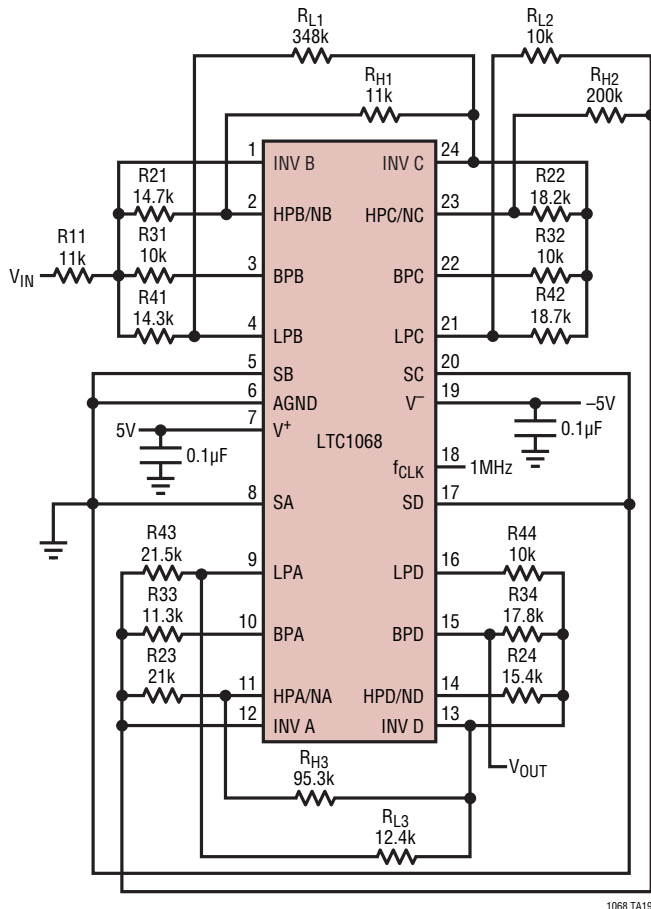 RL1
348k
RL2
10k
RH1
11k
RH2
200k
1 INV B INV C 24
R21
14.7k
2 HPB/NB HPC/NC 23
R22
18.2k
R11
11k
VIN
R31
10k
3 BPB BPC 22
R32
10k
R41
14.3k
4 LPB LPC 21
R42
18.7k
5 SB SC 20
6 AGND V– 19 –5V
5V 7 V+
0.1µF
0.1µF
LTC1068
fCLK 18 1MHz
8 SA SD 17
R43
21.5k
9 LPA LPD 16
R44
10k
R33
11.3k
10 BPA BPD 15
R34
17.8k
R23
21k
11 HPA/NA HPD/ND 14
R24
15.4k
12 INV A INV D 13
VOUT
RH3
95.3k
RL3
12.4k
1068 TA19